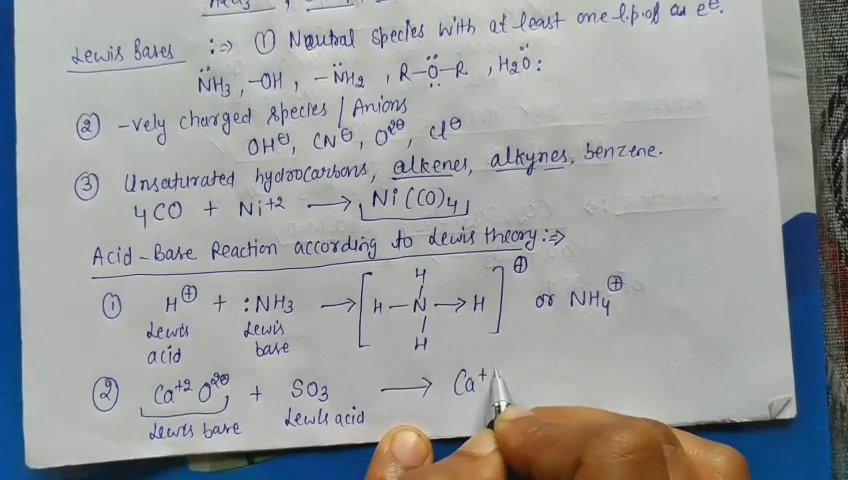 Lewis Bases :⇒ ① Neutral species with at least one l.p. of an e⊖.
N̈H3, -OH, -N̈H2, R-Ö-R, H2Ö:
② -vely charged species / Anions
OH⊖, CN⊖, O2⊖, Cl⊖
③ Unsaturated hydrocarbons, alkenes, alkynes, benzene.
4CO + Ni+2 → Ni(CO)4
Acid-Base Reaction according to Lewis theory:⇒
① H⊕ + :NH3 → [H-N→H]⊕ or NH4⊕
H
H
Lewis acid
Lewis base
② Ca+2 O2⊖ + SO3 → Ca+
Lewis base
Lewis acid